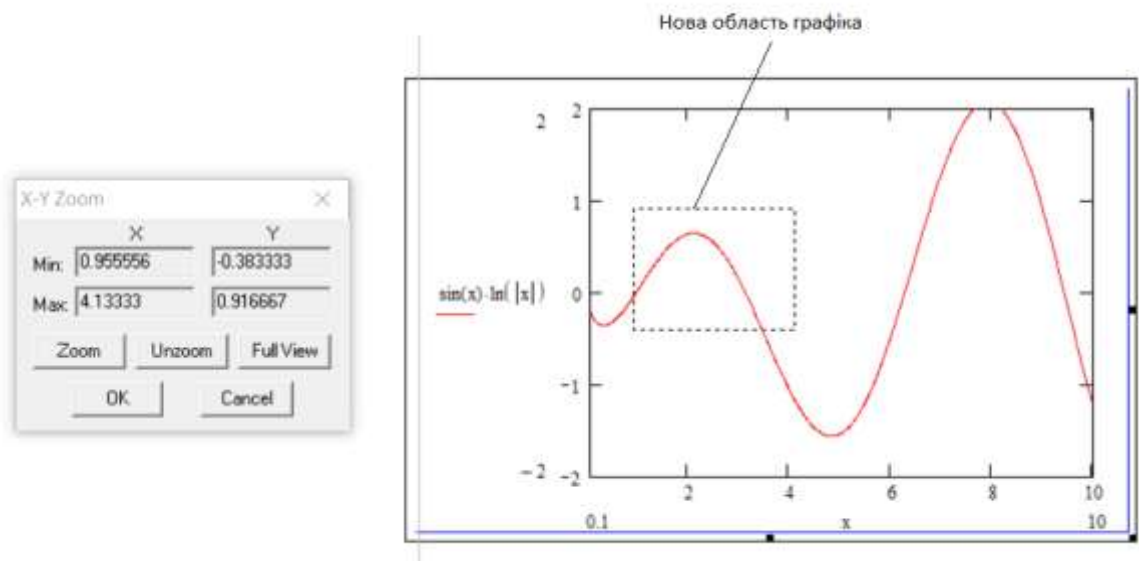 Нова область графіка
X-Y Zoom
X Y
Min: 0.955556 -0.383333
Max: 4.13333 0.916667
Zoom Unzoom Full View
OK Cancel
2 2
1
sin(x)·ln(|x|) 0
−1
−2 −2
2 4 6 8 10
0.1 x 10